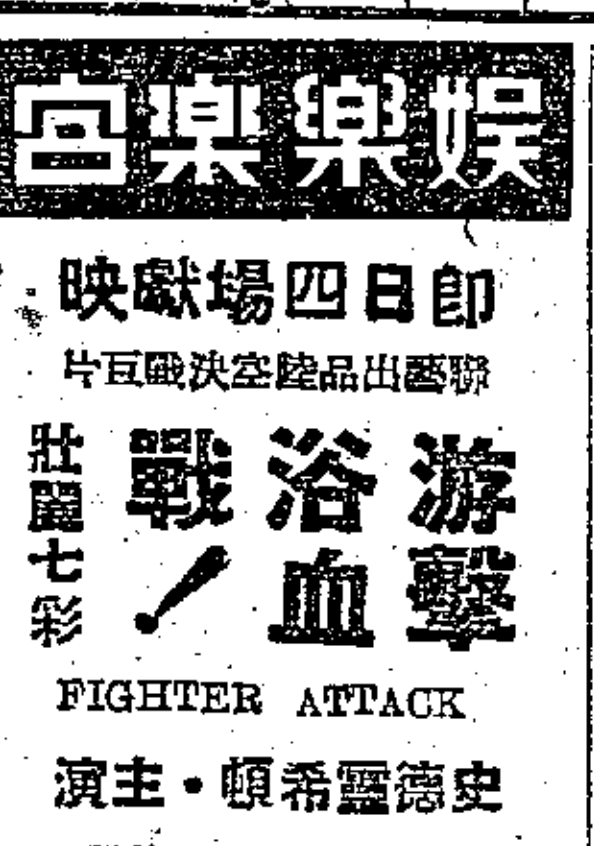 娛樂樂宮
即日四場獻映
聯藝出品陸空決戰巨片
游擊
浴血
戰！
壯麗七彩
FIGHTER ATTACK
史德靈希頓・主演